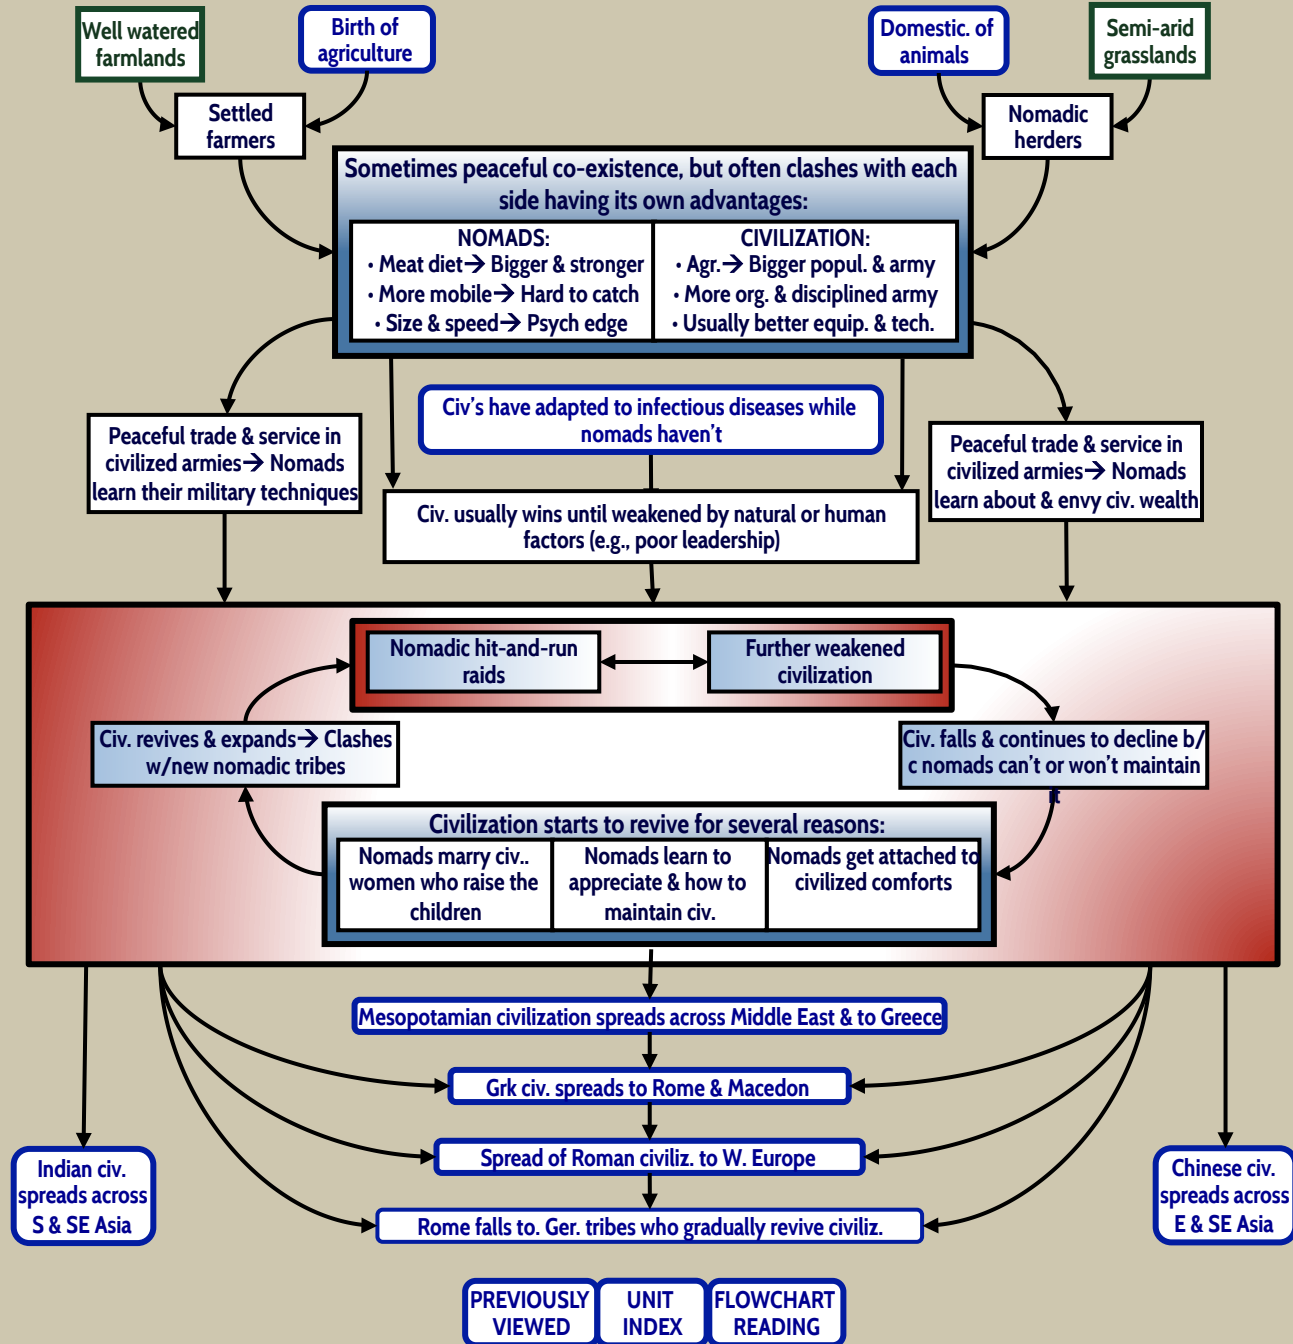 Well watered
farmlands
Birth of
agriculture
Domestic. of
animals
Semi-arid
grasslands
Settled
farmers
Nomadic
herders
Sometimes peaceful co-existence, but often clashes with each
side having its own advantages:
NOMADS:
• Meat diet→ Bigger & stronger
• More mobile→ Hard to catch
• Size & speed→ Psych edge
CIVILIZATION:
• Agr.→ Bigger popul. & army
• More org. & disciplined army
• Usually better equip. & tech.
Civ's have adapted to infectious diseases while
nomads haven't
Peaceful trade & service in
civilized armies→ Nomads
learn their military techniques
Peaceful trade & service in
civilized armies→ Nomads
learn about & envy civ. wealth
Civ. usually wins until weakened by natural or human
factors (e.g., poor leadership)
Nomadic hit-and-run
raids
Further weakened
civilization
Civ. revives & expands→ Clashes
w/new nomadic tribes
Civ. falls & continues to decline b/
c nomads can't or won't maintain
it
Civilization starts to revive for several reasons:
Nomads marry civ..
women who raise the
children
Nomads learn to
appreciate & how to
maintain civ.
Nomads get attached to
civilized comforts
Mesopotamian civilization spreads across Middle East & to Greece
Grk civ. spreads to Rome & Macedon
Spread of Roman civiliz. to W. Europe
Rome falls to. Ger. tribes who gradually revive civiliz.
Indian civ.
spreads across
S & SE Asia
Chinese civ.
spreads across
E & SE Asia
PREVIOUSLY
VIEWED
UNIT
INDEX
FLOWCHART
READING